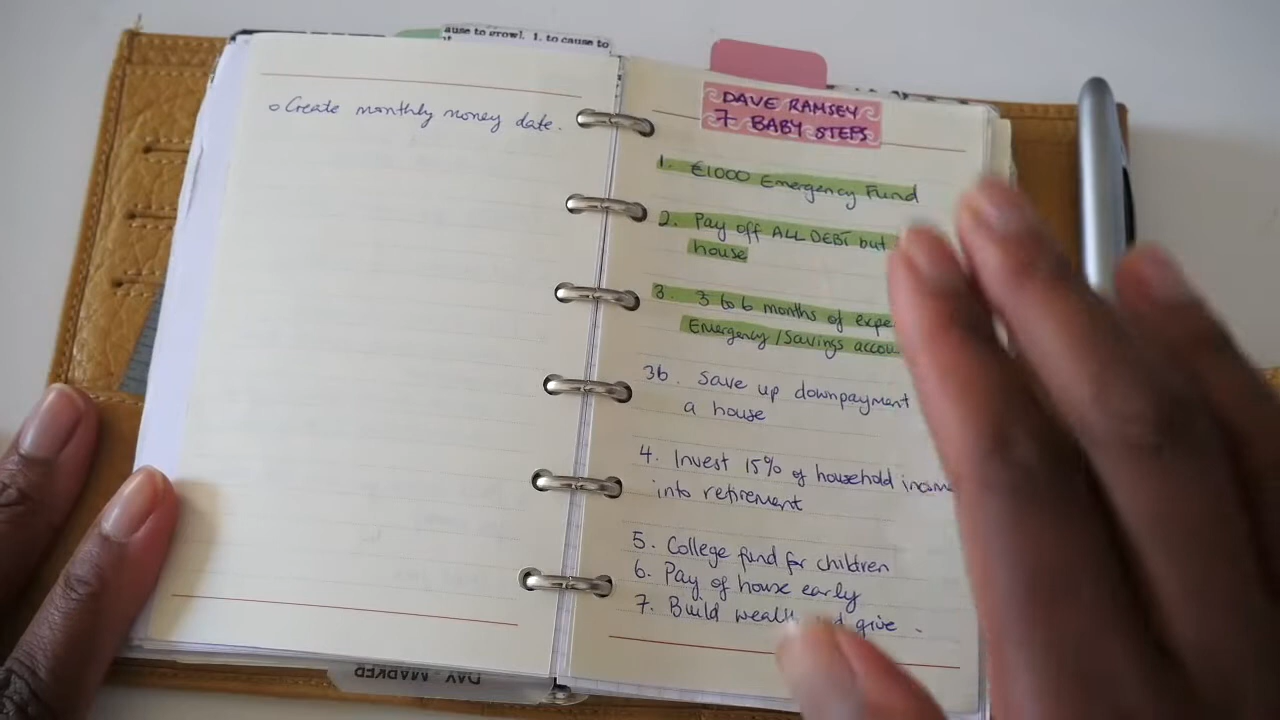 ause to grow]. 1. to cause to
o Create monthly money date.
DAVE RAMSEY
7 BABY STEPS
1. €1000 Emergency Fund
2. Pay off ALL DEBT but
house
3. 3 to 6 months of expe
Emergency/Savings accou
3b. Save up downpayment
a house
4. Invest 15% of household incom
into retirement
5. College fund for children
6. Pay of house early
7. Build give.
DAY MARKER